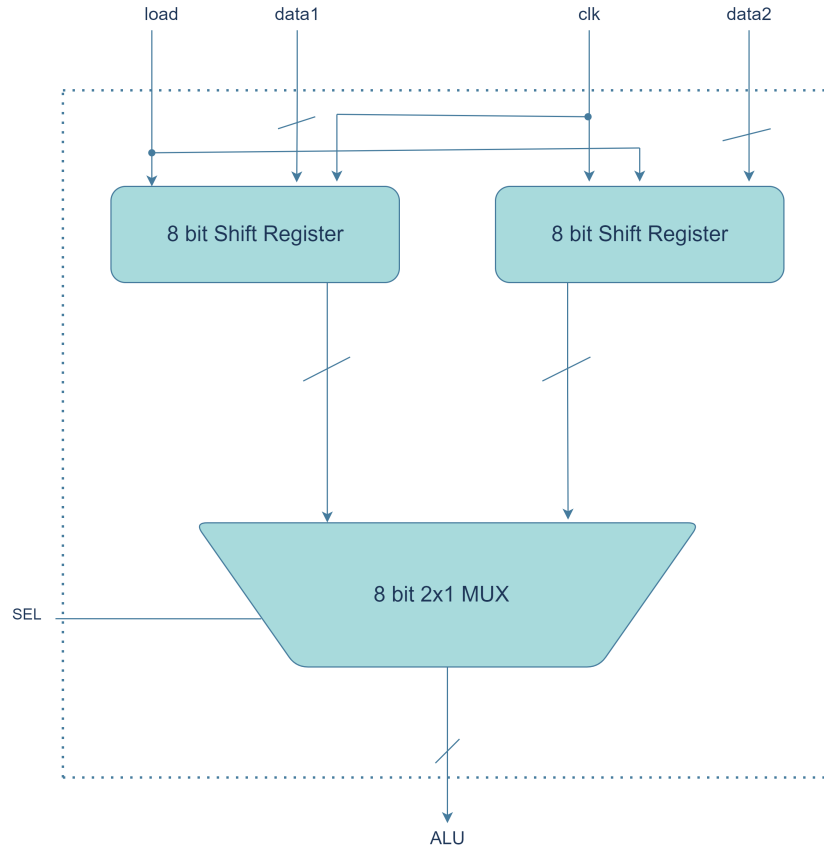 load
data1
clk
data2
8 bit Shift Register
8 bit Shift Register
8 bit 2x1 MUX
SEL
ALU